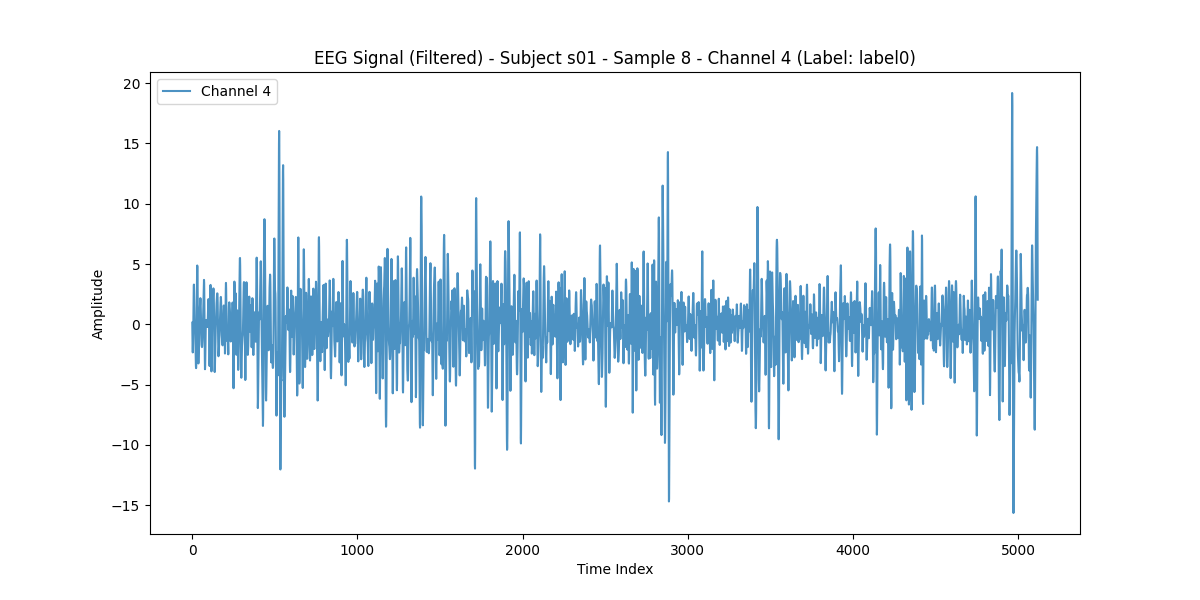 EEG Signal (Filtered) - Subject s01 - Sample 8 - Channel 4 (Label: label0)
Channel 4
20
15
10
5
0
−5
−10
−15
Amplitude
0 1000 2000 3000 4000 5000
Time Index